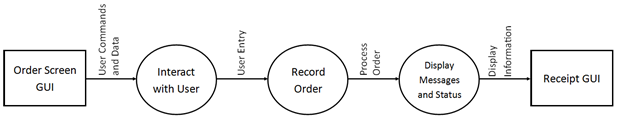 Order Screen
GUI
User Commands
and Data
Interact
with User
User Entry
Record
Order
Process
Order
Display
Messages
and Status
Display
Information
Receipt GUI